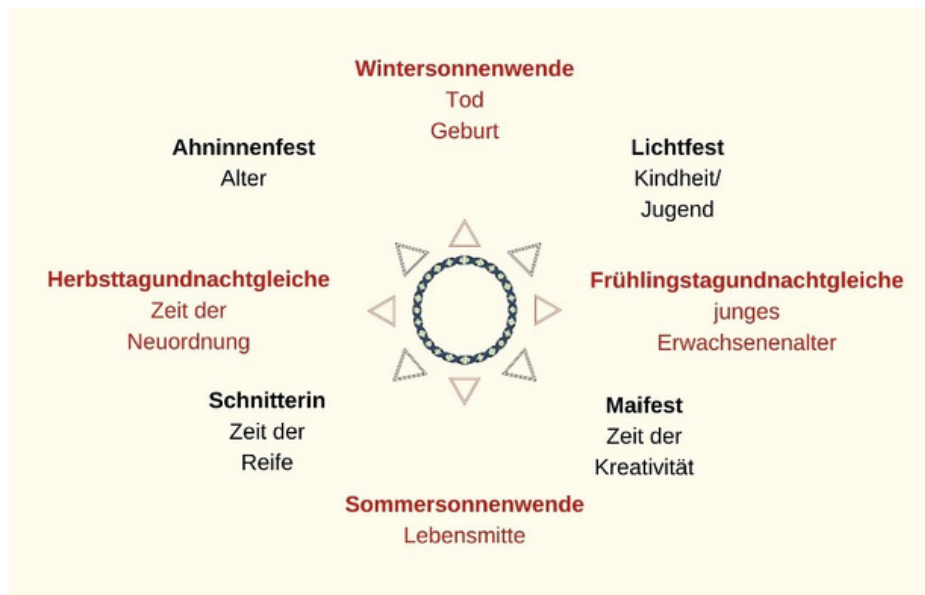 Wintersonnenwende
Tod
Geburt
Ahninnenfest
Alter
Lichtfest
Kindheit/
Jugend
Herbsttagundnachtgleiche
Zeit der
Neuordnung
Frühlingstagundnachtgleiche
junges
Erwachsenenalter
Schnitterin
Zeit der
Reife
Maifest
Zeit der
Kreativität
Sommersonnenwende
Lebensmitte